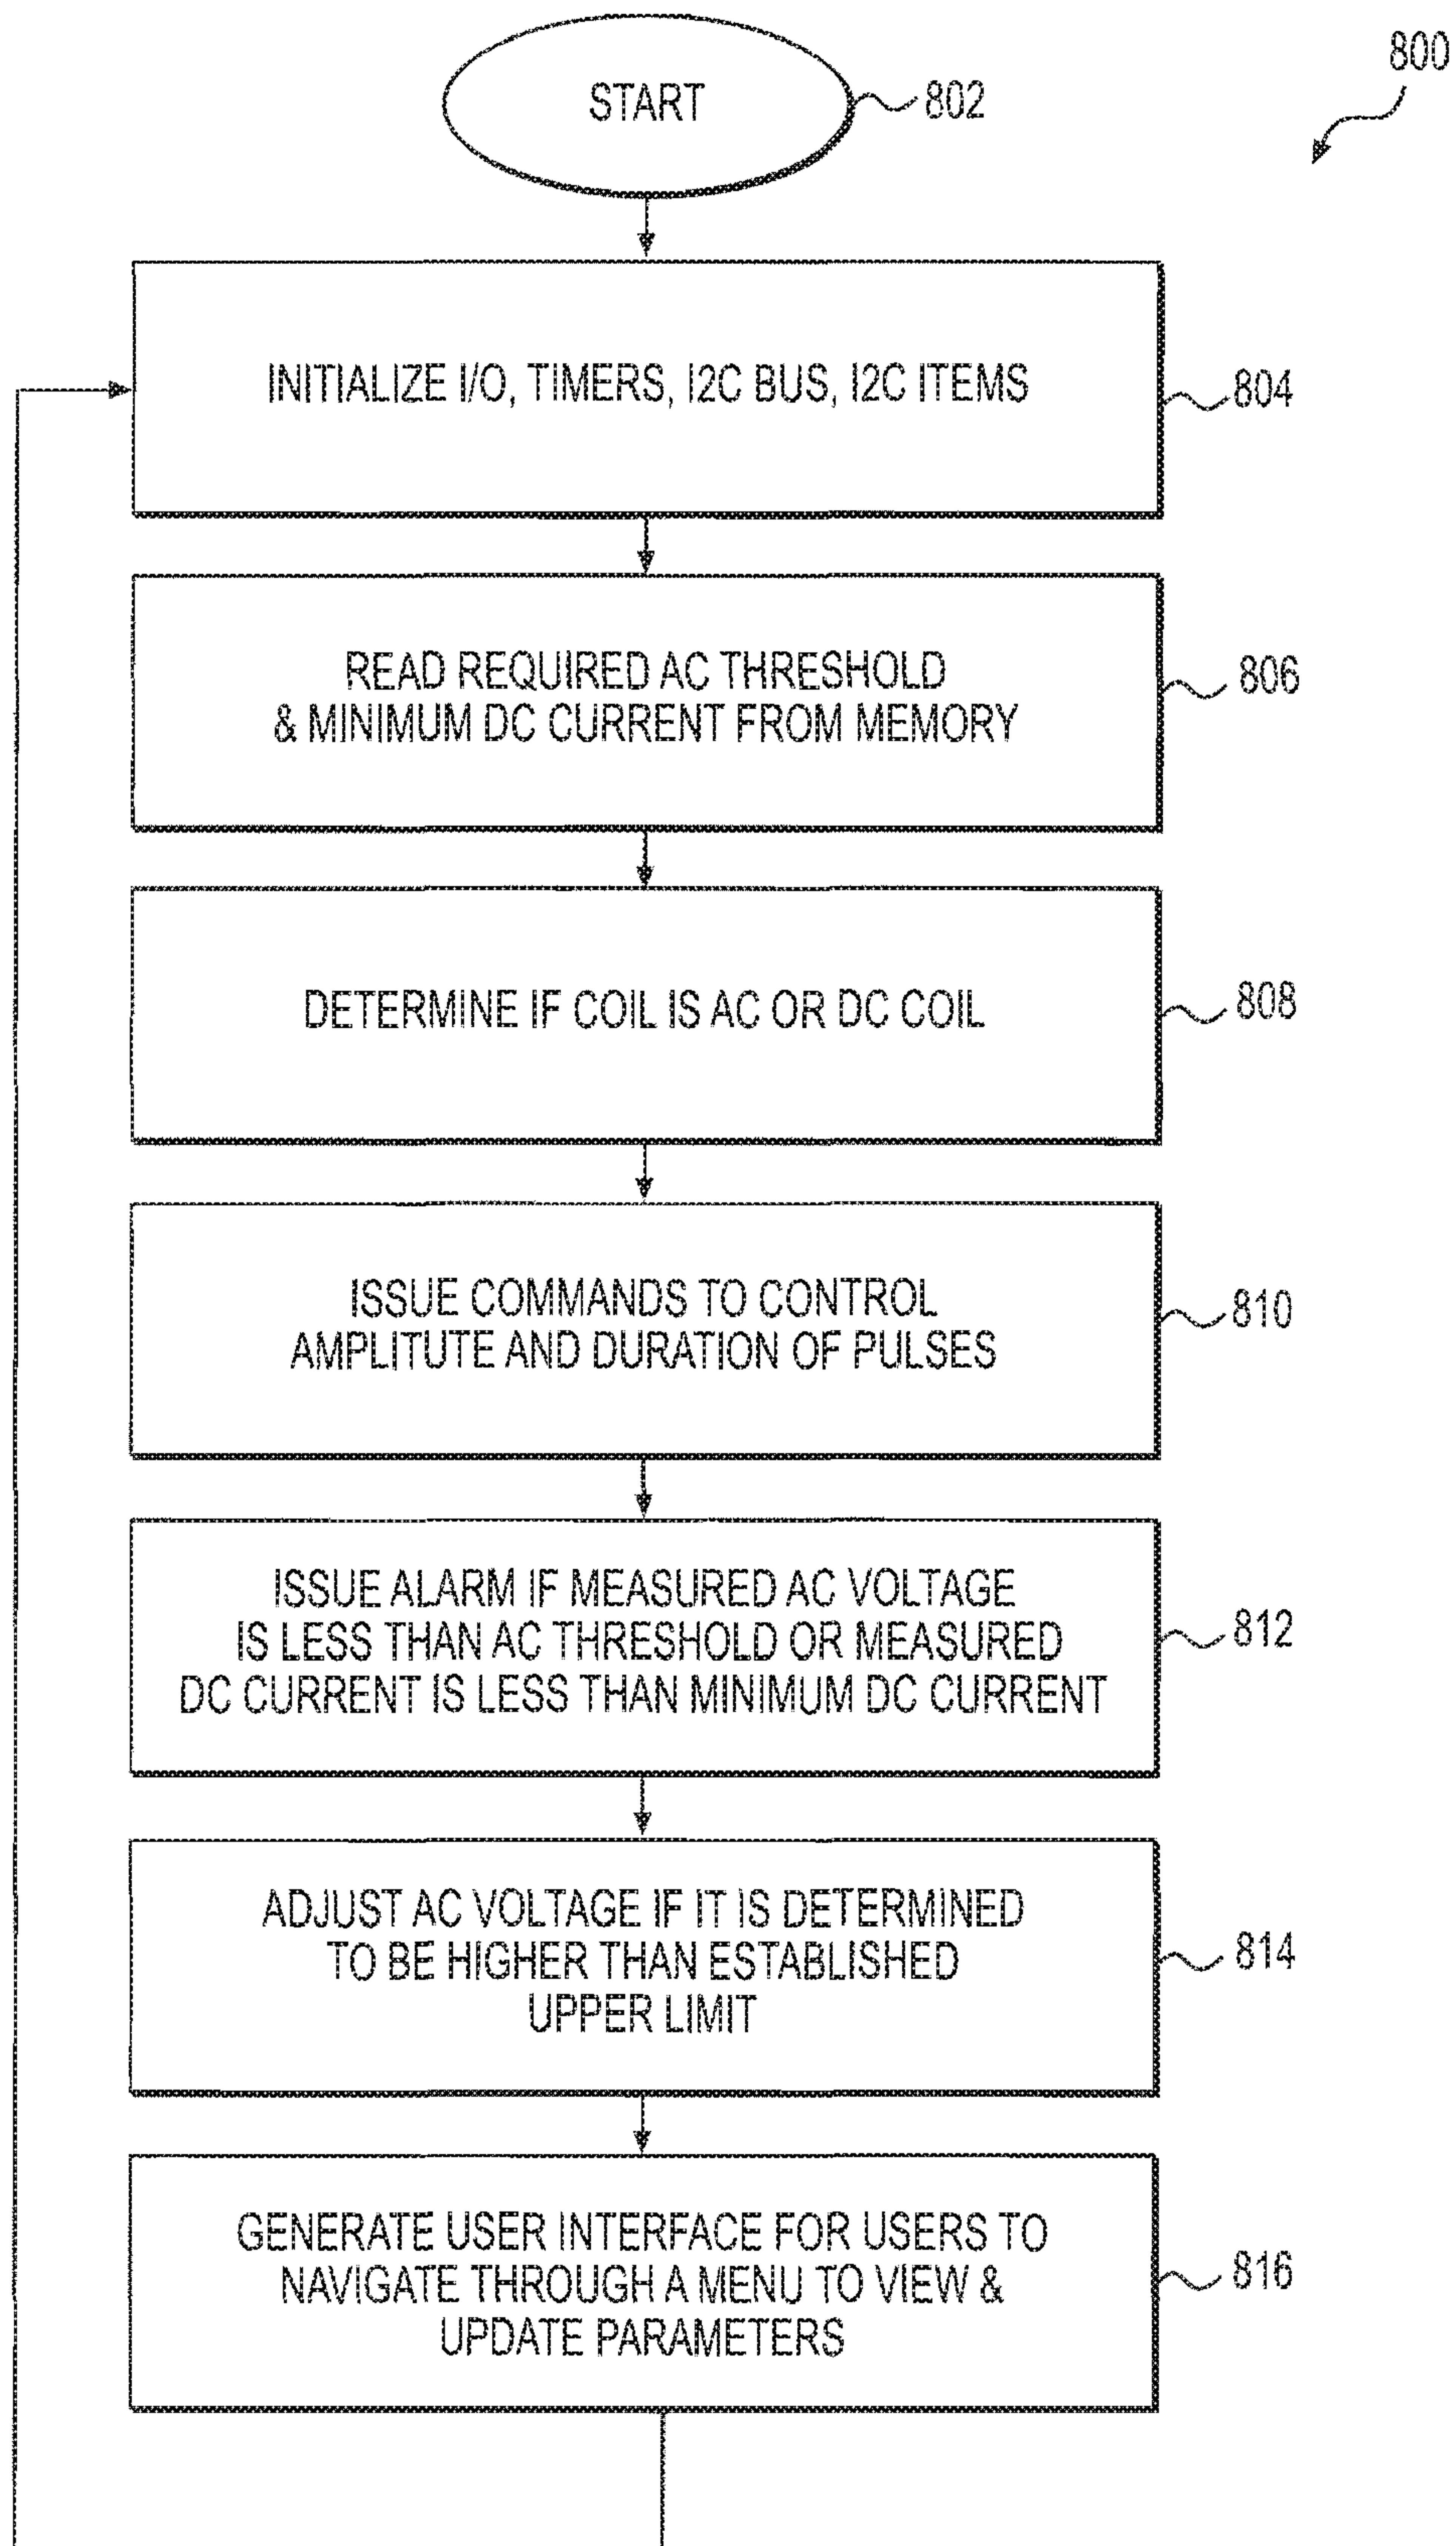 800
START
802
INITIALIZE I/O, TIMERS, I2C BUS, I2C ITEMS
804
READ REQUIRED AC THRESHOLD
& MINIMUM DC CURRENT FROM MEMORY
806
DETERMINE IF COIL IS AC OR DC COIL
808
ISSUE COMMANDS TO CONTROL
AMPLITUTE AND DURATION OF PULSES
810
ISSUE ALARM IF MEASURED AC VOLTAGE
IS LESS THAN AC THRESHOLD OR MEASURED
DC CURRENT IS LESS THAN MINIMUM DC CURRENT
812
ADJUST AC VOLTAGE IF IT IS DETERMINED
TO BE HIGHER THAN ESTABLISHED
UPPER LIMIT
814
GENERATE USER INTERFACE FOR USERS TO
NAVIGATE THROUGH A MENU TO VIEW &
UPDATE PARAMETERS
816